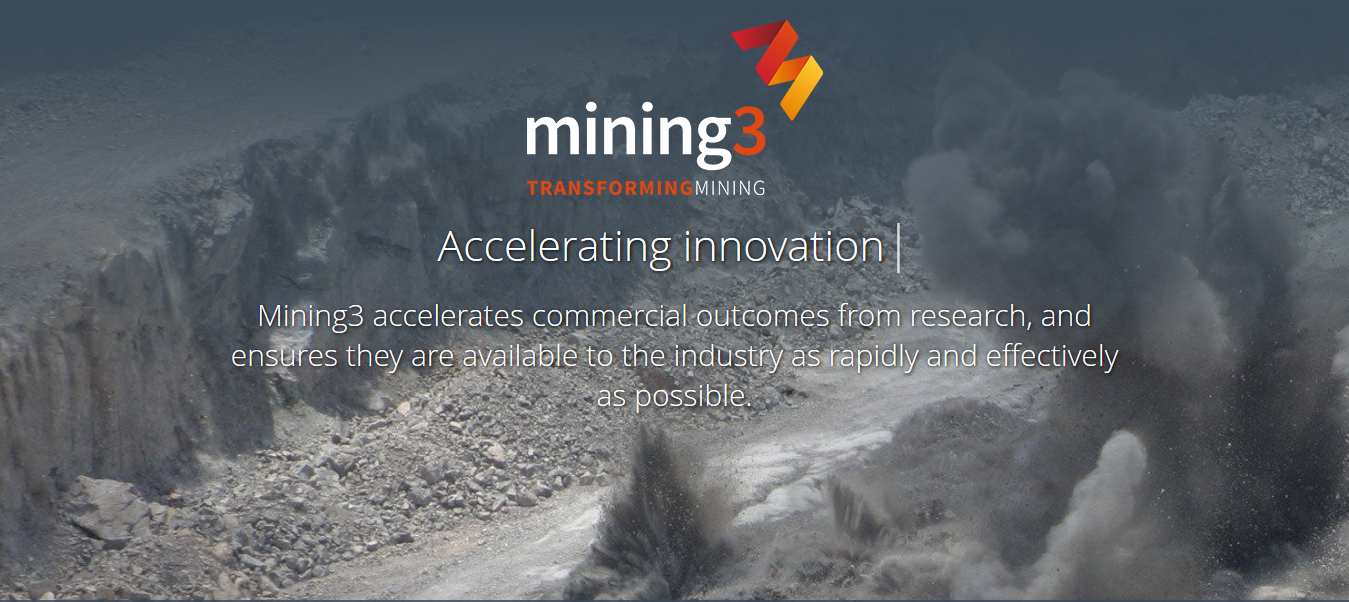 mining3
TRANSFORMINGMINING
Accelerating innovation
Mining3 accelerates commercial outcomes from research, and
ensures they are available to the industry as rapidly and effectively
as possible.